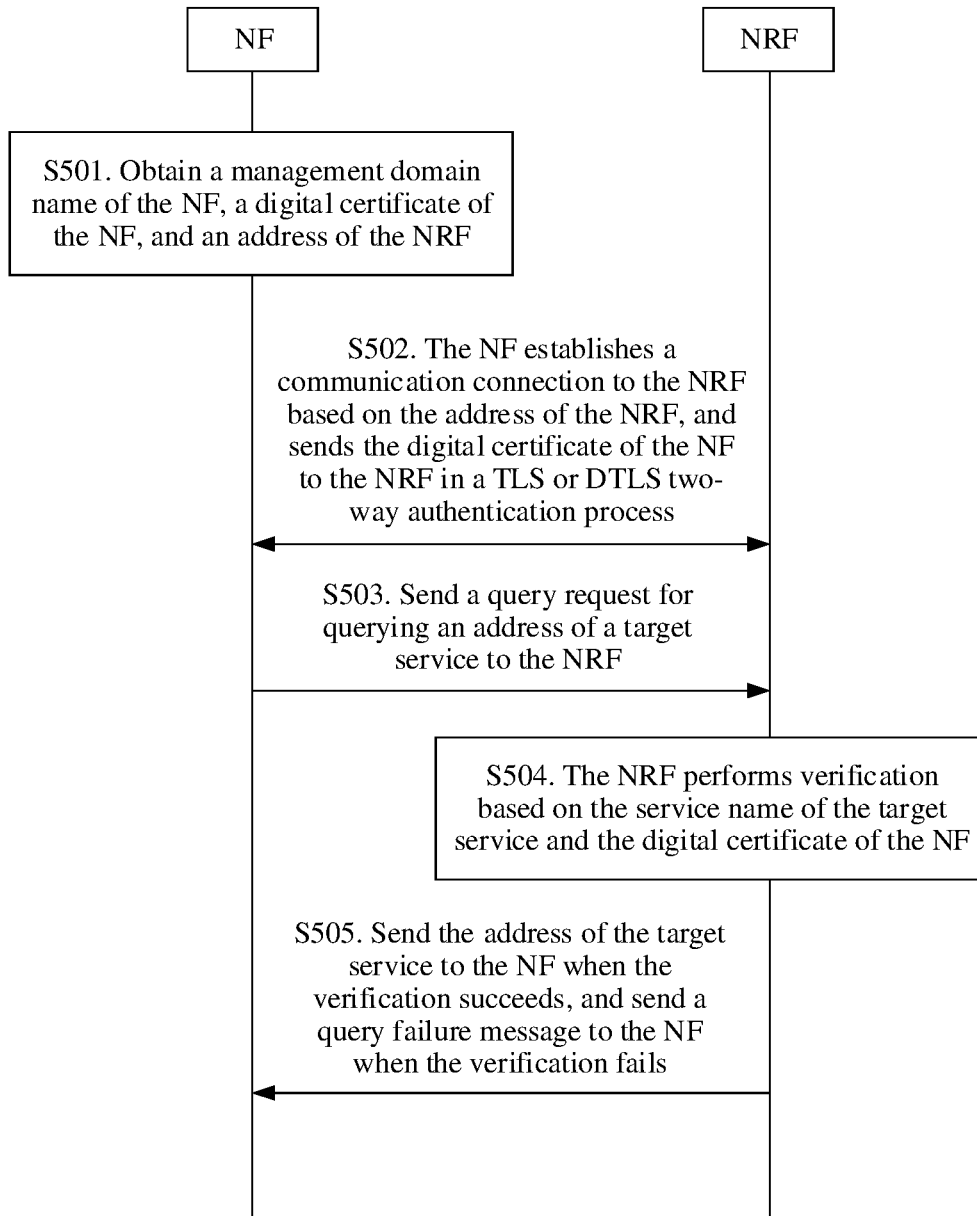 NF
NRF
S501. Obtain a management domain
name of the NF, a digital certificate of
the NF, and an address of the NRF
S502. The NF establishes a
communication connection to the NRF
based on the address of the NRF, and
sends the digital certificate of the NF
to the NRF in a TLS or DTLS two-
way authentication process
S503. Send a query request for
querying an address of a target
service to the NRF
S504. The NRF performs verification
based on the service name of the target
service and the digital certificate of the NF
S505. Send the address of the target
service to the NF when the
verification succeeds, and send a
query failure message to the NF
when the verification fails